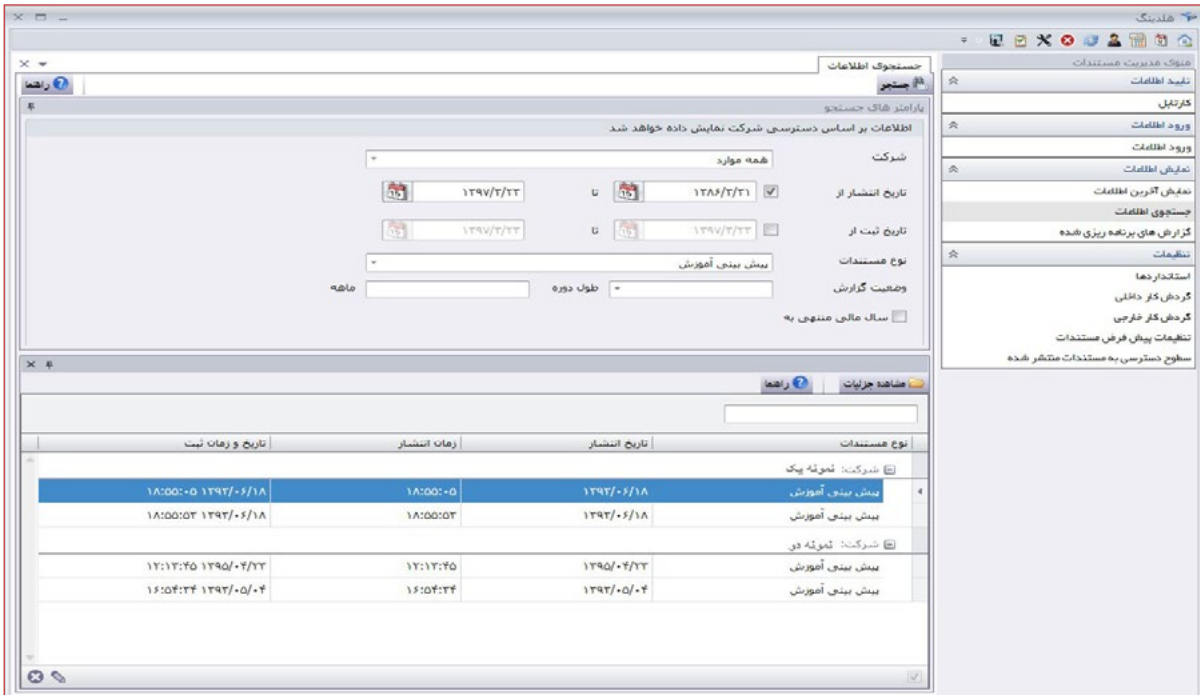 هلدینگ
منوی مدیریت مستندات
تایید اطلاعات
کارتابل
ورود اطلاعات
ورود اطلاعات
نمایش اطلاعات
نمایش آخرین اطلاعات
جستجوی اطلاعات
گزارش های برنامه ریزی شده
تنظیمات
استانداردها
گردش کار داخلی
گردش کار خارجی
تنظیمات پیش فرض مستندات
سطوح دسترسی به مستندات منتشر شده
جستجوی اطلاعات
جستجو راهنما
پارامتر های جستجو
اطلاعات بر اساس دسترسی شرکت نمایش داده خواهد شد
شرکت همه موارد
تاریخ انتشار از ۱۳۸۶/۳/۳۱ تا ۱۳۹۷/۳/۲۳
تاریخ ثبت از ۱۳۹۷/۳/۲۳ تا ۱۳۹۷/۳/۲۳
نوع مستندات پیش بینی آموزش
وضعیت گزارش طول دوره ماهه
سال مالی منتهی به
مشاهده جزئیات راهنما
نوع مستندات تاریخ انتشار زمان انتشار تاریخ و زمان ثبت
شرکت: نمونه یک
پیش بینی آموزش ۱۳۹۳/۰۶/۱۸ ۱۸:۵۵:۰۵ ۱۳۹۳/۰۶/۱۸ ۱۸:۵۵:۰۵
پیش بینی آموزش ۱۳۹۳/۰۶/۱۸ ۱۸:۵۵:۵۳ ۱۳۹۳/۰۶/۱۸ ۱۸:۵۵:۵۳
شرکت: نمونه دو
پیش بینی آموزش ۱۳۹۵/۰۴/۲۳ ۱۲:۱۳:۴۵ ۱۳۹۵/۰۴/۲۳ ۱۲:۱۳:۴۵
پیش بینی آموزش ۱۳۹۳/۰۵/۰۴ ۱۶:۵۴:۳۴ ۱۳۹۳/۰۵/۰۴ ۱۶:۵۴:۳۴